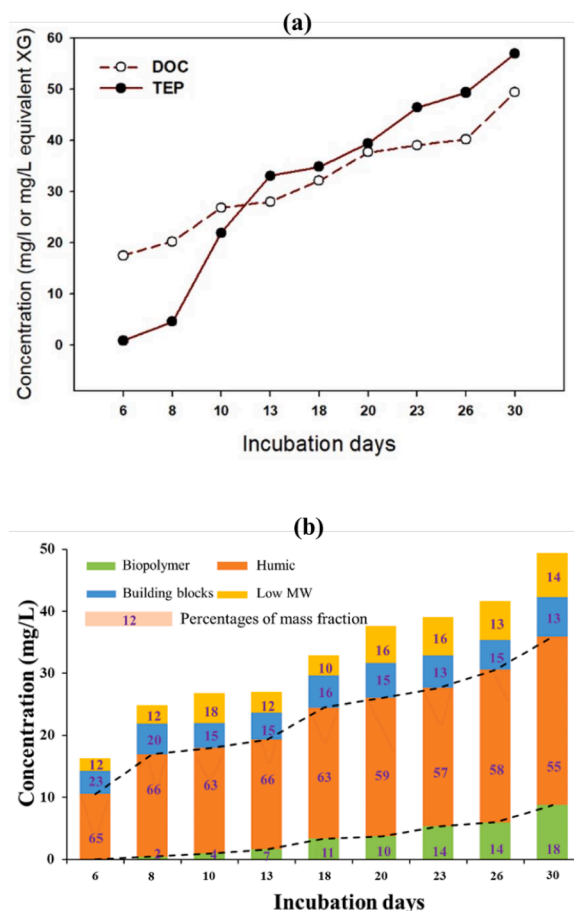 (a)
Concentration (mg/l or mg/L equivalent XG)
60
50
40
30
20
10
0
DOC
TEP
6 8 10 13 18 20 23 26 30
Incubation days
(b)
Concentration (mg/L)
50
40
30
20
10
0
Biopolymer Humic
Building blocks Low MW
12 Percentages of mass fraction
12 12 18 12 10 16 16 13 14
23 20 15 15 16 15 13 15 13
65 66 63 66 63 59 57 58 55
2 4 7 11 10 14 14 18
6 8 10 13 18 20 23 26 30
Incubation days